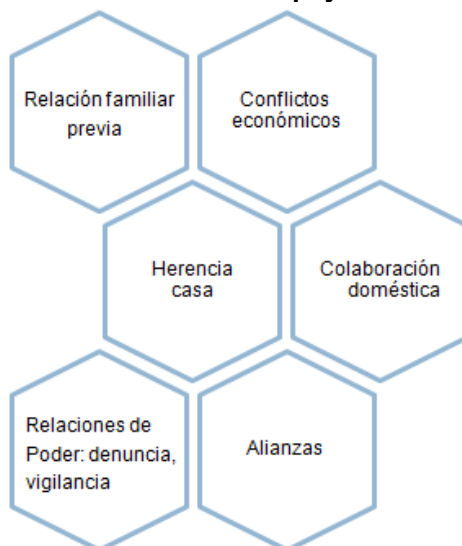 Relación familiar
previa
Conflictos
económicos
Herencia
casa
Colaboración
doméstica
Relaciones de
Poder: denuncia,
vigilancia
Alianzas